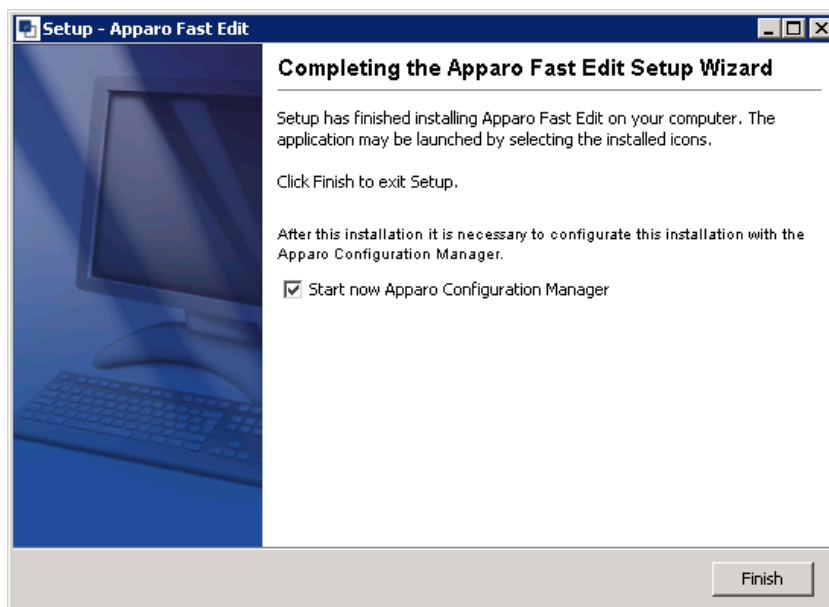 Setup - Apparo Fast Edit
Completing the Apparo Fast Edit Setup Wizard
Setup has finished installing Apparo Fast Edit on your computer. The
application may be launched by selecting the installed icons.
Click Finish to exit Setup.
After this installation it is necessary to configurate this installation with the
Apparo Configuration Manager.
Start now Apparo Configuration Manager
Finish